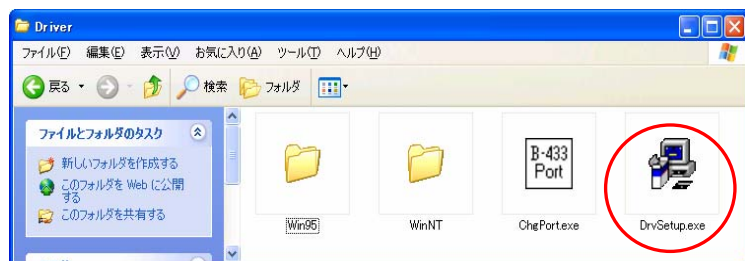 Driver
ファイル(F) 編集(E) 表示(V) お気に入り(A) ツール(T) ヘルプ(H)
戻る 検索 フォルダ
ファイルとフォルダのタスク
新しいフォルダを作成する
このフォルダを Web に公開
する
このフォルダを共有する
B-433
Port
Win95 WinNT ChgPort.exe DrvSetup.exe